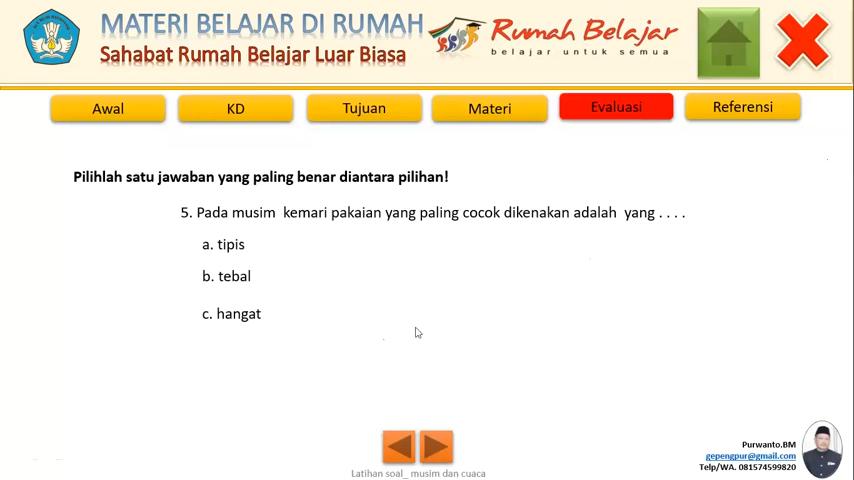 MATERI BELAJAR DI RUMAH
Sahabat Rumah Belajar Luar Biasa
Rumah Belajar
belajar untuk semua
Awal
KD
Tujuan
Materi
Evaluasi
Referensi
Pilihlah satu jawaban yang paling benar diantara pilihan!
5. Pada musim kemari pakaian yang paling cocok dikenakan adalah yang . . . .
a. tipis
b. tebal
c. hangat
Purwanto.BM
gepengpur@gmail.com
Telp/WA. 081574599820
Latihan soal_ musim dan cuaca